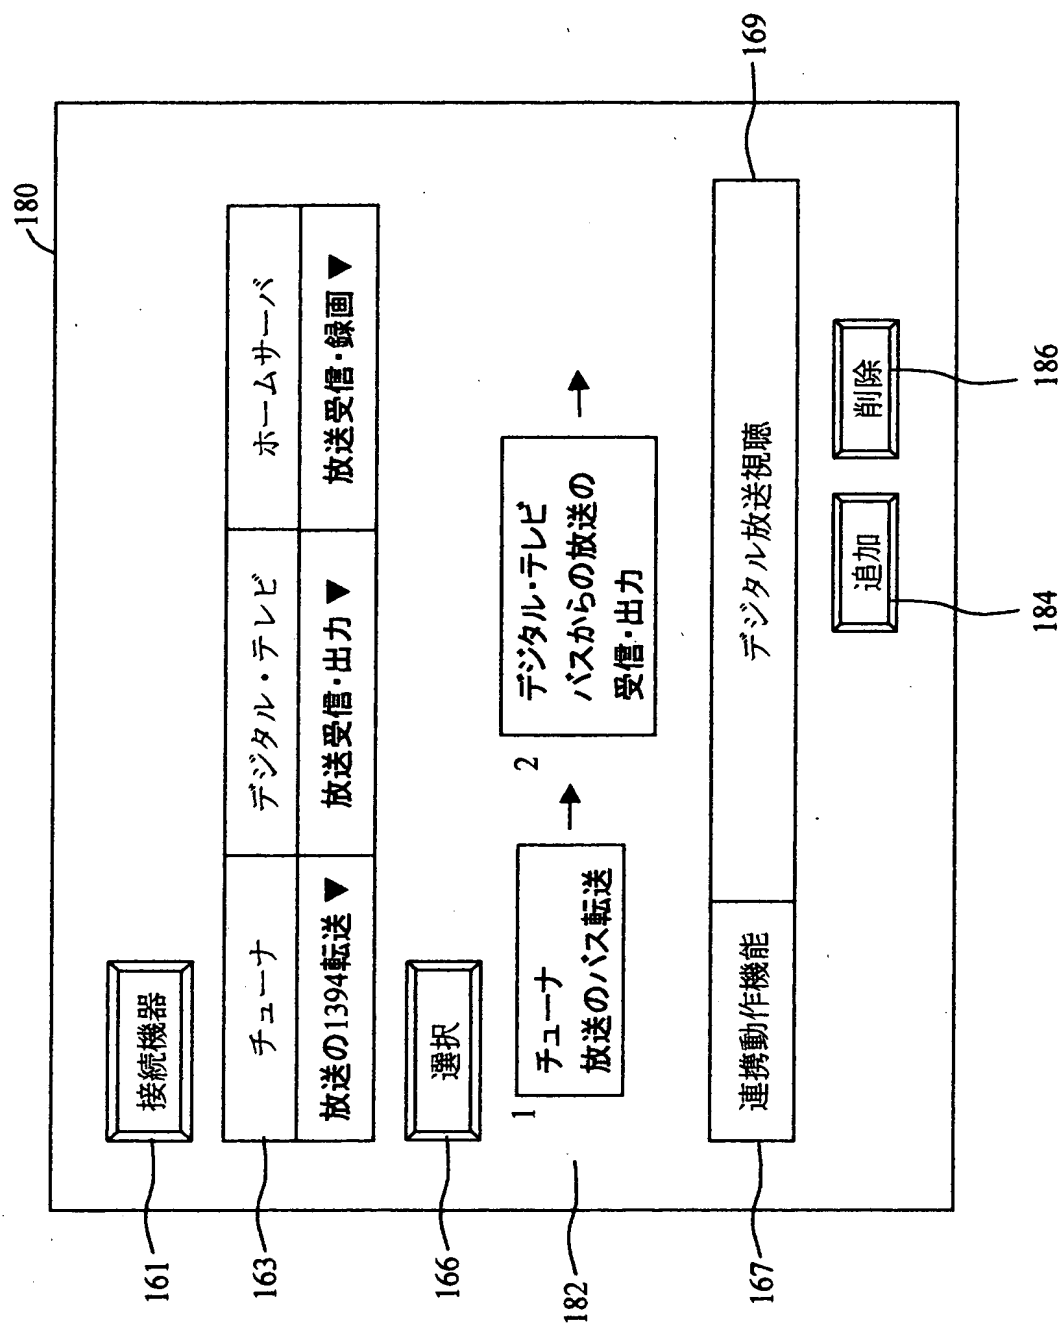 180
接続機器
161
チューナ
デジタル・テレビ
ホームサーバ
放送の1394転送 ▼
放送受信・出力 ▼
放送受信・録画 ▼
163
選択
166
1
チューナ
放送のバス転送
→
2
デジタル・テレビ
バスからの放送の
受信・出力
→
182
連携動作機能
デジタル放送視聴
167
169
追加
削除
184
186